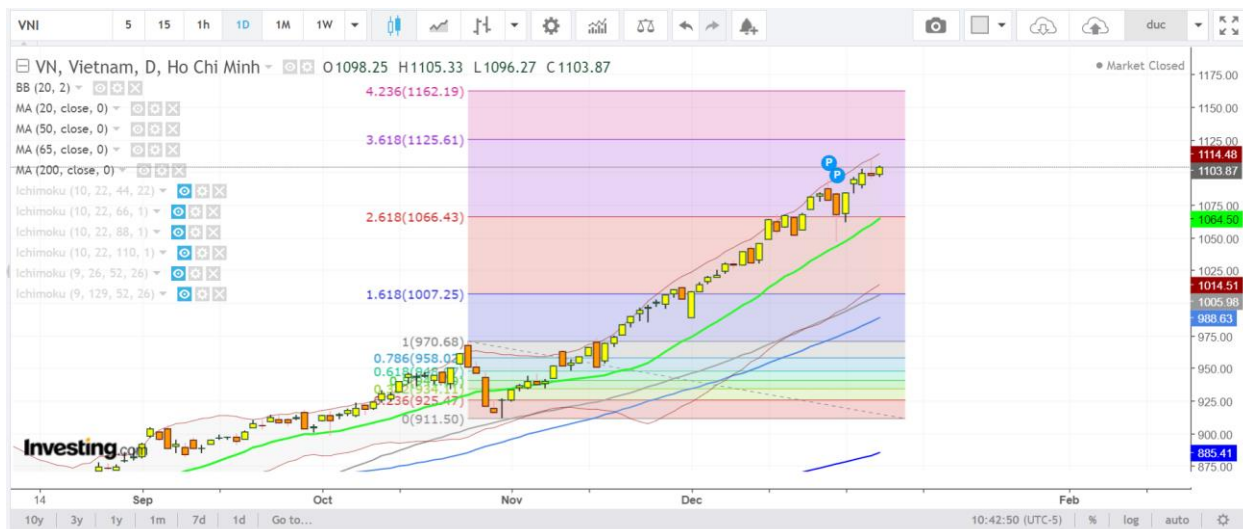 VNI 5 15 1h 1D 1M 1W duc
VN, Vietnam, D, Ho Chi Minh O1098.25 H1105.33 L1096.27 C1103.87 Market Closed
BB (20, 2)
MA (20, close, 0)
MA (50, close, 0)
MA (65, close, 0)
MA (200, close, 0)
Ichimoku (10, 22, 44, 22)
Ichimoku (10, 22, 66, 1)
Ichimoku (10, 22, 88, 1)
Ichimoku (10, 22, 110, 1)
Ichimoku (9, 26, 52, 26)
Ichimoku (9, 129, 52, 26)
4.236(1162.19)
3.618(1125.61)
2.618(1066.43)
1.618(1007.25)
1(970.68)
0.786(958.02)
0.236(925.47)
0(911.50)
P
P
1175.00
1150.00
1125.00
1114.48
1103.87
1075.00
1064.50
1050.00
1025.00
1014.51
1005.98
988.63
975.00
950.00
925.00
900.00
885.41
875.00
Investing.com
14 Sep Oct Nov Dec Feb
10y 3y 1y 1m 7d 1d Go to... 10:42:50 (UTC-5) % log auto